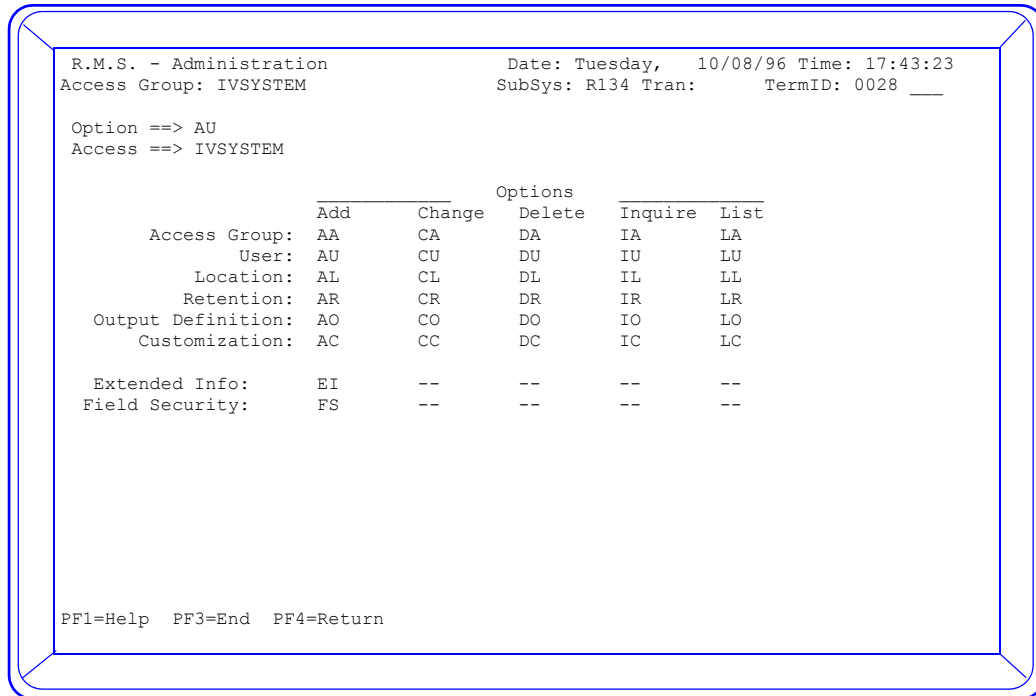 R.M.S. - Administration Date: Tuesday, 10/08/96 Time: 17:43:23
Access Group: IVSYSTEM SubSys: R134 Tran: TermID: 0028 ___
Option ==> AU
Access ==> IVSYSTEM
____________ Options _____________
Add Change Delete Inquire List
Access Group: AA CA DA IA LA
User: AU CU DU IU LU
Location: AL CL DL IL LL
Retention: AR CR DR IR LR
Output Definition: AO CO DO IO LO
Customization: AC CC DC IC LC
Extended Info: EI -- -- -- --
Field Security: FS -- -- -- --
PF1=Help PF3=End PF4=Return